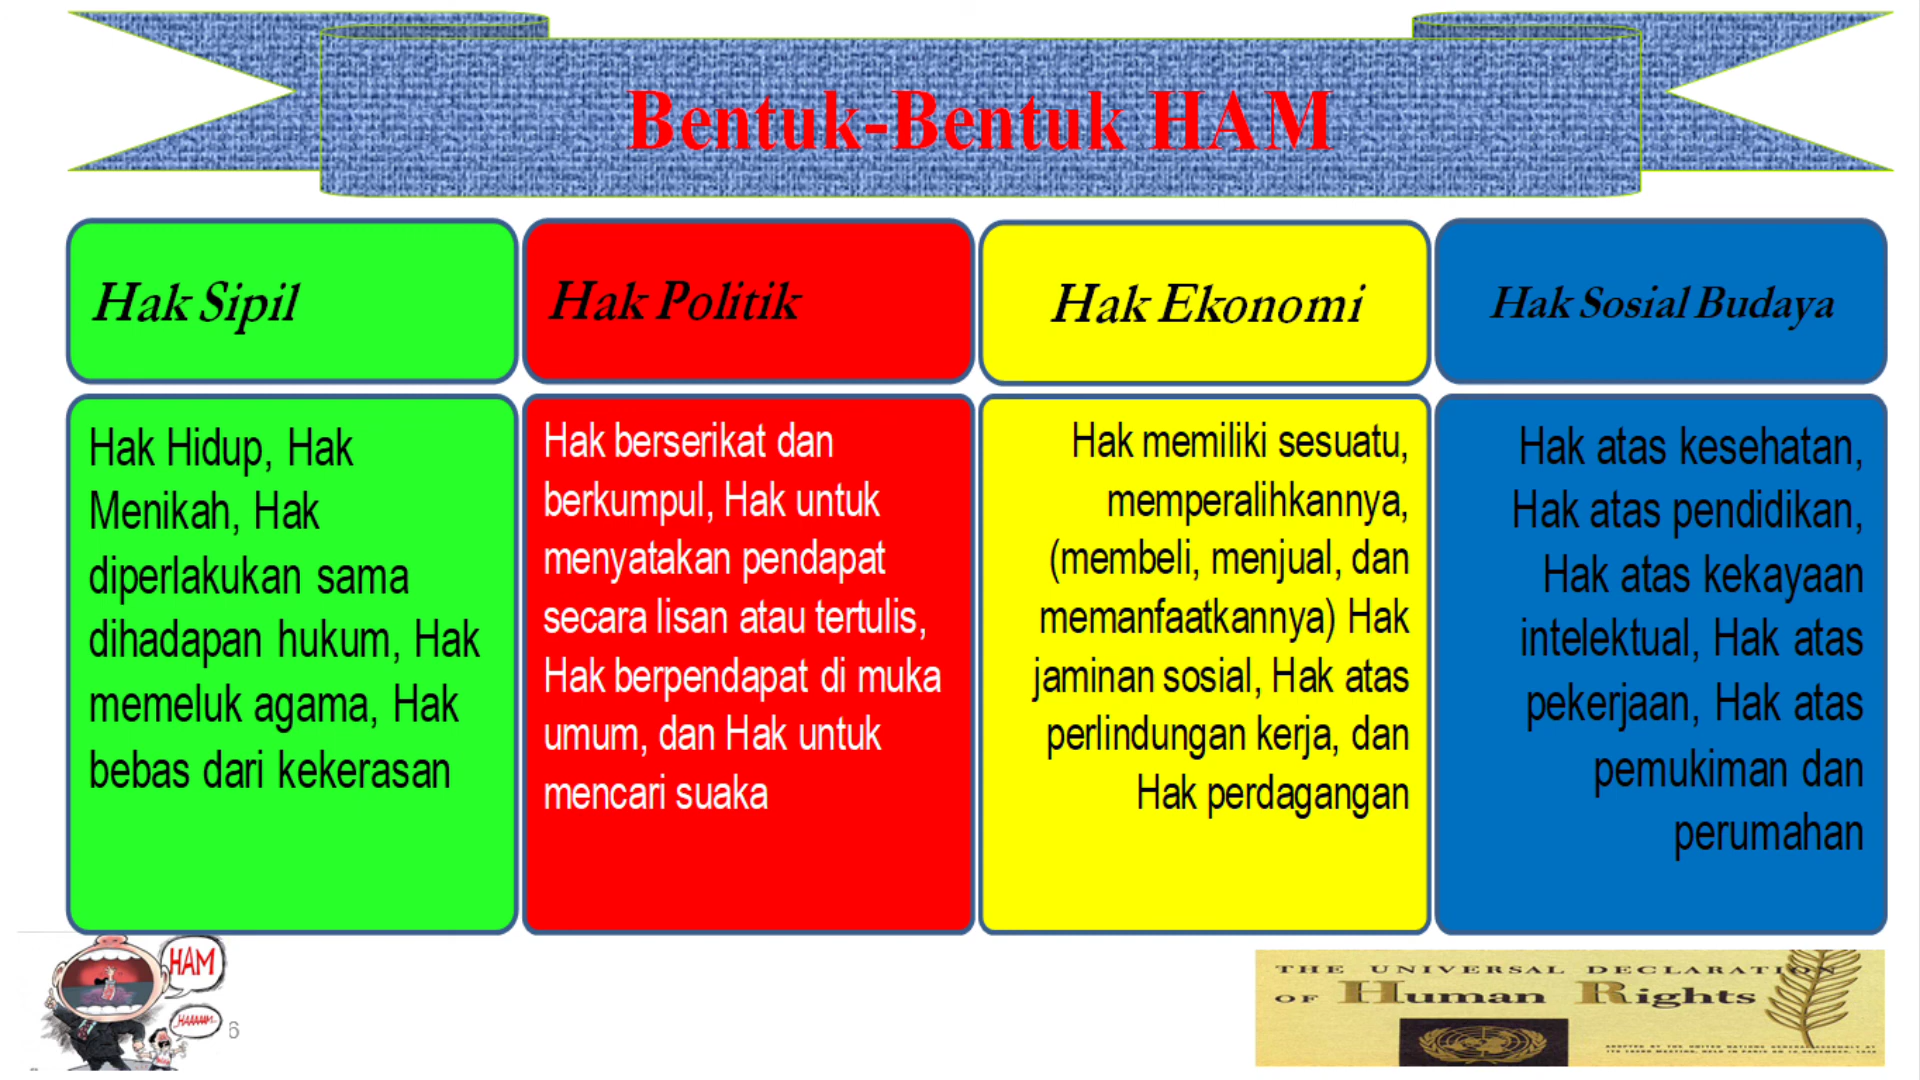 Bentuk-Bentuk HAM
Hak Sipil
Hak Politik
Hak Ekonomi
Hak Sosial Budaya
Hak Hidup, Hak
Menikah, Hak
diperlakukan sama
dihadapan hukum, Hak
memeluk agama, Hak
bebas dari kekerasan
Hak berserikat dan
berkumpul, Hak untuk
menyatakan pendapat
secara lisan atau tertulis,
Hak berpendapat di muka
umum, dan Hak untuk
mencari suaka
Hak memiliki sesuatu,
memperalihkannya,
(membeli, menjual, dan
memanfaatkannya) Hak
jaminan sosial, Hak atas
perlindungan kerja, dan
Hak perdagangan
Hak atas kesehatan,
Hak atas pendidikan,
Hak atas kekayaan
intelektual, Hak atas
pekerjaan, Hak atas
pemukiman dan
perumahan
HAM
6
THE UNIVERSAL DECLARATION
OF Human Rights